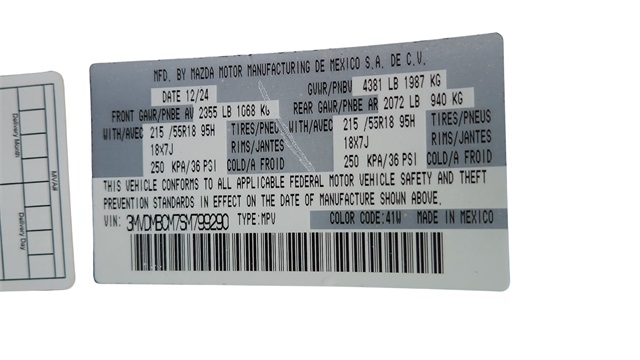 MFD. BY MAZDA MOTOR MANUFACTURING DE MEXICO S.A. DE C.V.
DATE 12/24 GVWR/PNBV 4381 LB 1987 KG
FRONT GAWR/PNBE AV 2355 LB 1068 KG REAR GAWR/PNBE AR 2072 LB 940 KG
WITH/AVEC 215 /55R18 95H TIRES/PNEUS WITH/AVEC 215 /55R18 95H TIRES/PNEUS
18X7J RIMS/JANTES 18X7J RIMS/JANTES
250 KPA/36 PSI COLD/A FROID 250 KPA/36 PSI COLD/A FROID
THIS VEHICLE CONFORMS TO ALL APPLICABLE FEDERAL MOTOR VEHICLE SAFETY AND THEFT
PREVENTION STANDARDS IN EFFECT ON THE DATE OF MANUFACTURE SHOWN ABOVE.
VIN: 3MVDMBCM7SM799290 TYPE: MPV COLOR CODE: 41W MADE IN MEXICO
MVAR
Delivery Month
Delivery Day